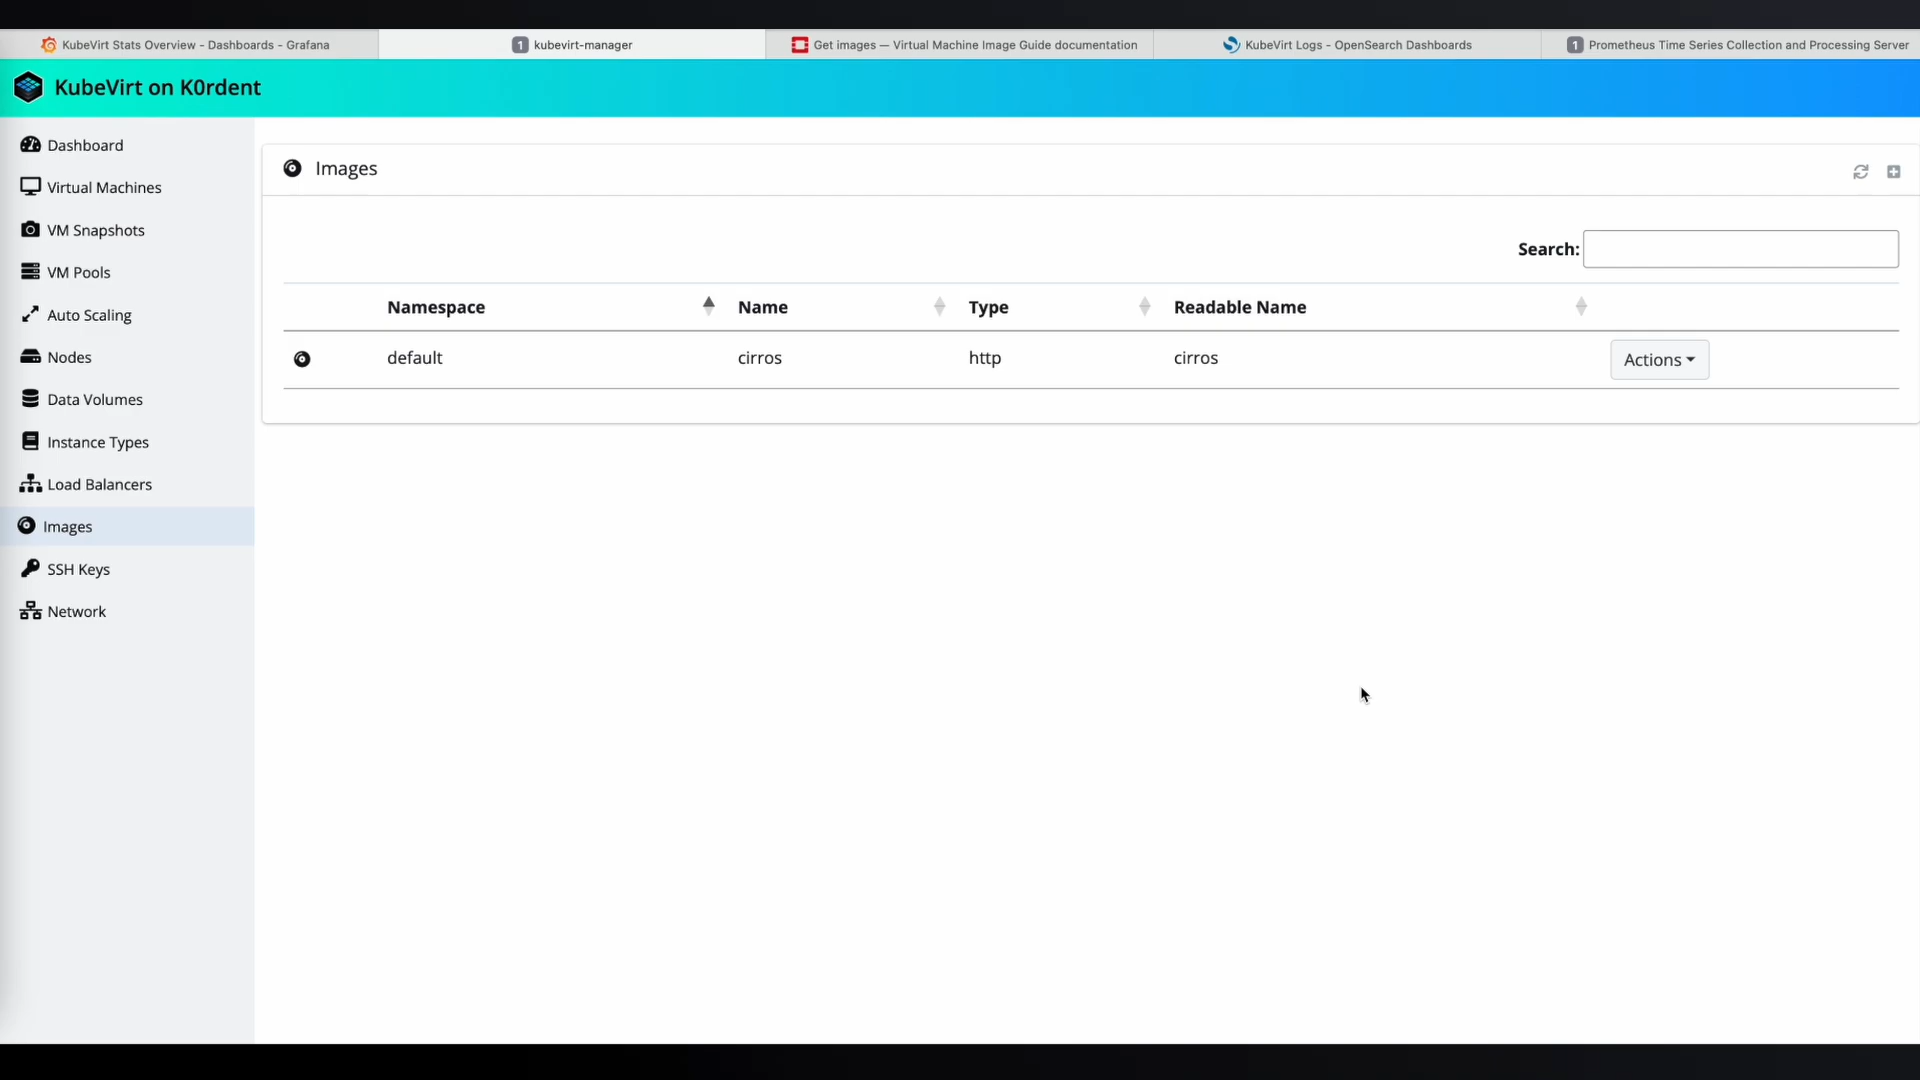 KubeVirt Stats Overview - Dashboards - Grafana
1 kubevirt-manager
Get images — Virtual Machine Image Guide documentation
KubeVirt Logs - OpenSearch Dashboards
1 Prometheus Time Series Collection and Processing Server
KubeVirt on K0rdent
Dashboard
Virtual Machines
VM Snapshots
VM Pools
Auto Scaling
Nodes
Data Volumes
Instance Types
Load Balancers
Images
SSH Keys
Network
Images
Search:
Namespace Name Type Readable Name
default cirros http cirros Actions